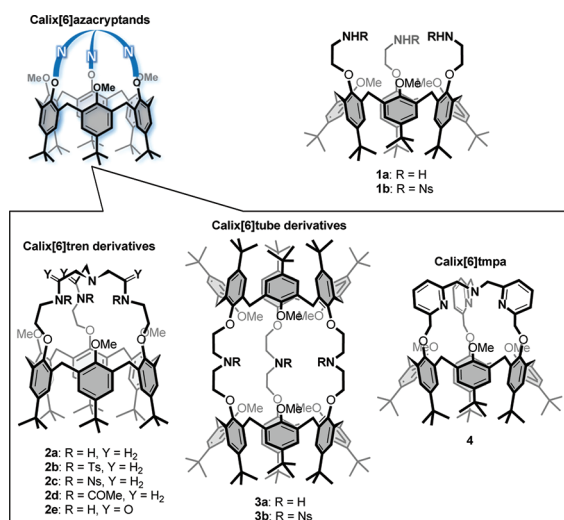 Calix[6]azacryptands
N
N
N
MeO
O
OMe
O
OMe
O
NHR
NHR
RHN
O
O
O
OMe
OMe
MeO
1a: R = H
1b: R = Ns
Calix[6]tren derivatives
Y
Y
N
Y
NR
NR
NR
O
MeO
O
OMe
O
OMe
2a: R = H, Y = H2
2b: R = Ts, Y = H2
2c: R = Ns, Y = H2
2d: R = COMe, Y = H2
2e: R = H, Y = O
Calix[6]tube derivatives
OMe
OMe
MeO
O
O
O
NR
NR
RN
O
O
O
OMe
OMe
MeO
3a: R = H
3b: R = Ns
Calix[6]tmpa
N
N
N
N
O
O
O
OMe
OMe
OMe
4